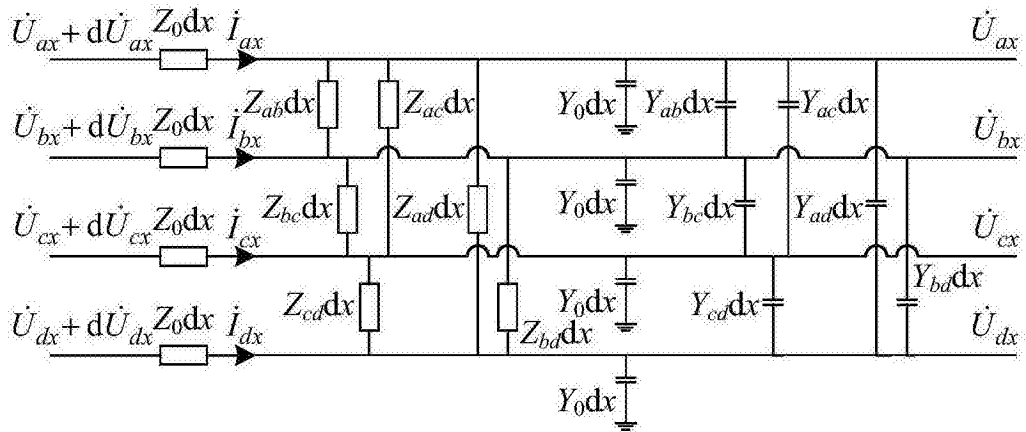 U̇ax+dU̇ax Z0dx İax U̇ax
Zabdx Zacdx Y0dx Yabdx Yacdx
U̇bx+dU̇bx Z0dx İbx U̇bx
Zbcdx Zaddx Y0dx Ybcdx Yaddx
U̇cx+dU̇cx Z0dx İcx U̇cx
Zcddx Y0dx Ycddx Ybddx
U̇dx+dU̇dx Z0dx İdx Zbddx U̇dx
Y0dx